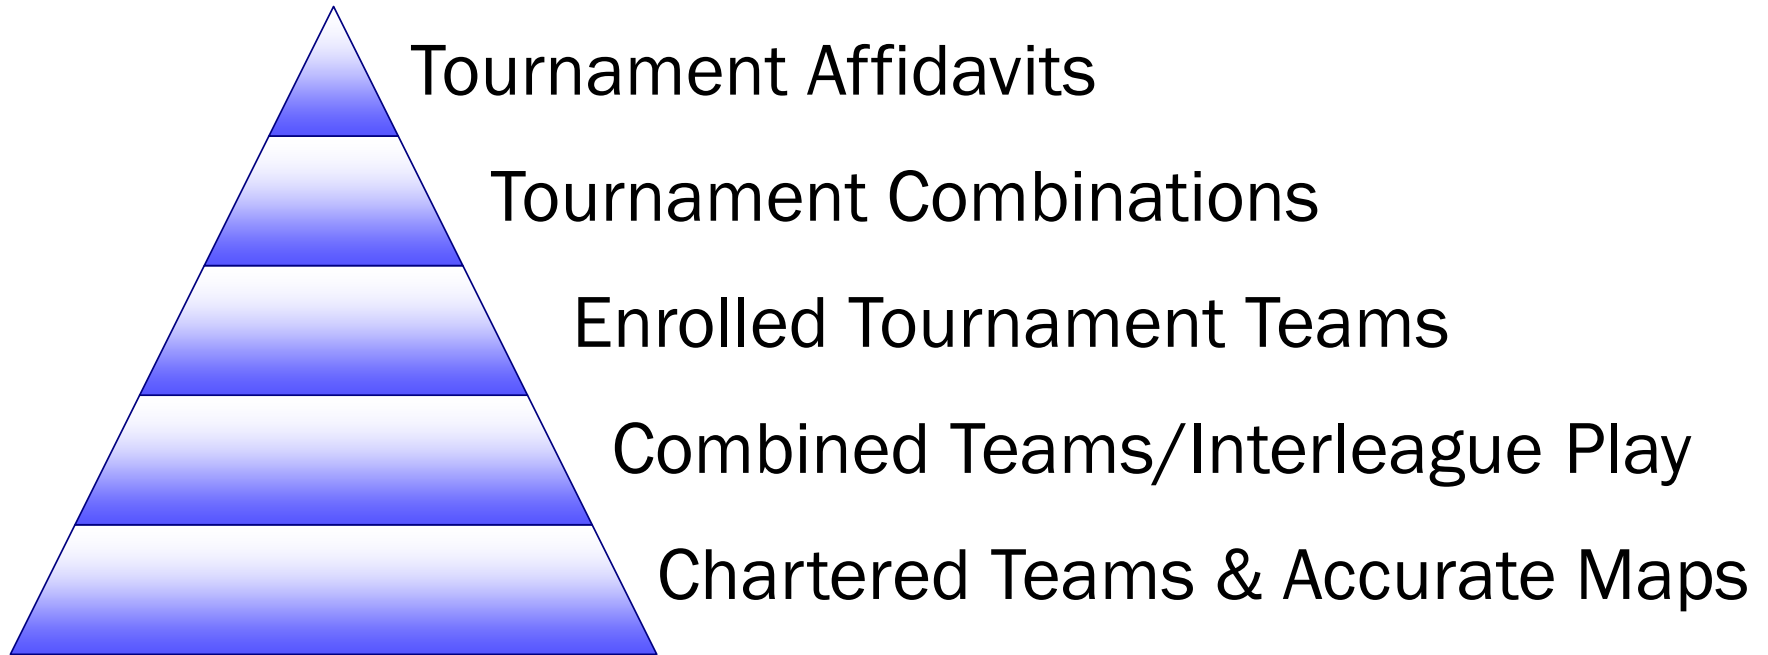 Tournament Affidavits
Tournament Combinations
Enrolled Tournament Teams
Combined Teams/Interleague Play
Chartered Teams & Accurate Maps